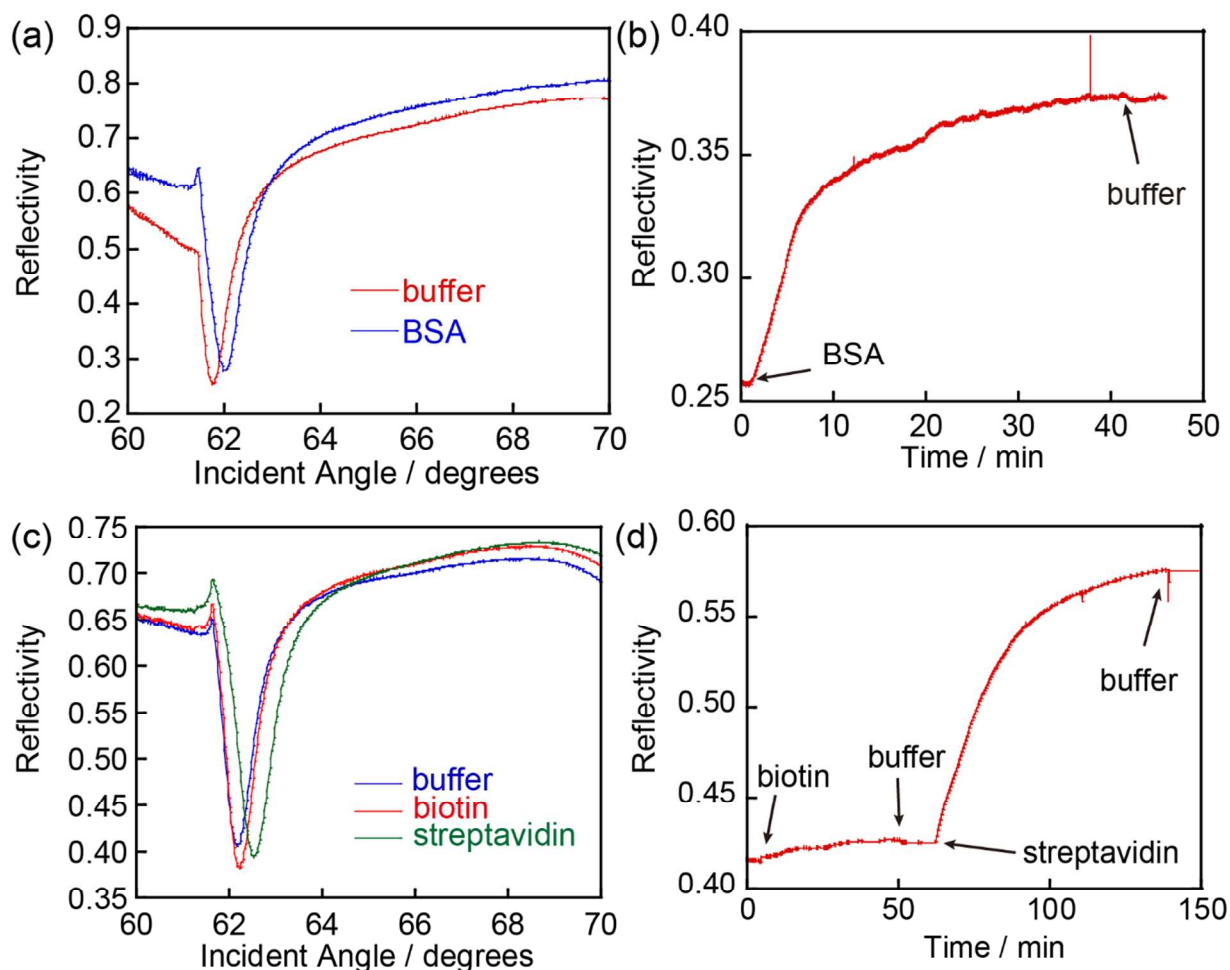 (a)
0.9
0.8
0.7
0.6
0.5
0.4
0.3
0.2
Reflectivity
buffer
BSA
60 62 64 66 68 70
Incident Angle / degrees
(b)
0.40
0.35
0.30
0.25
Reflectivity
buffer
BSA
0 10 20 30 40 50
Time / min
(c)
0.75
0.70
0.65
0.60
0.55
0.50
0.45
0.40
0.35
Reflectivity
buffer
biotin
streptavidin
60 62 64 66 68 70
Incident Angle / degrees
(d)
0.60
0.55
0.50
0.45
0.40
Reflectivity
buffer
buffer
biotin
streptavidin
0 50 100 150
Time / min